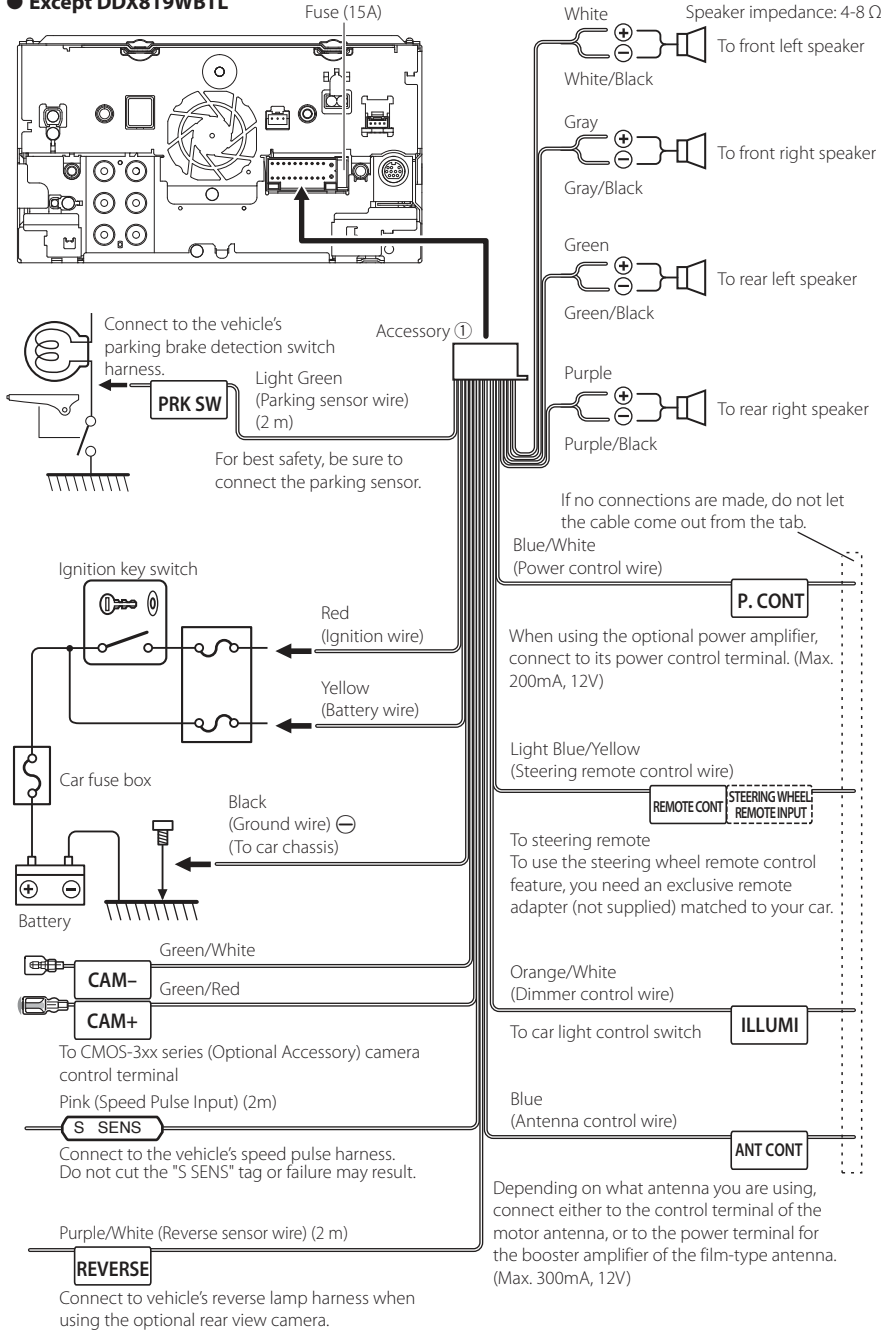 ● Except DDX819WBTL
Fuse (15A)
White
Speaker impedance: 4-8 Ω
To front left speaker
White/Black
Gray
To front right speaker
Gray/Black
Green
To rear left speaker
Green/Black
Purple
To rear right speaker
Purple/Black
Accessory ①
Connect to the vehicle's
parking brake detection switch
harness.
Light Green
(Parking sensor wire)
(2 m)
PRK SW
For best safety, be sure to
connect the parking sensor.
If no connections are made, do not let
the cable come out from the tab.
Blue/White
(Power control wire)
P. CONT
When using the optional power amplifier,
connect to its power control terminal. (Max.
200mA, 12V)
Ignition key switch
Red
(Ignition wire)
Yellow
(Battery wire)
Car fuse box
Black
(Ground wire) ⊖
(To car chassis)
Battery
Light Blue/Yellow
(Steering remote control wire)
REMOTE CONT
STEERING WHEEL
REMOTE INPUT
To steering remote
To use the steering wheel remote control
feature, you need an exclusive remote
adapter (not supplied) matched to your car.
Green/White
CAM–
Green/Red
CAM+
To CMOS-3xx series (Optional Accessory) camera
control terminal
Orange/White
(Dimmer control wire)
To car light control switch
ILLUMI
Pink (Speed Pulse Input) (2m)
S SENS
Connect to the vehicle's speed pulse harness.
Do not cut the "S SENS" tag or failure may result.
Blue
(Antenna control wire)
ANT CONT
Depending on what antenna you are using,
connect either to the control terminal of the
motor antenna, or to the power terminal for
the booster amplifier of the film-type antenna.
(Max. 300mA, 12V)
Purple/White (Reverse sensor wire) (2 m)
REVERSE
Connect to vehicle's reverse lamp harness when
using the optional rear view camera.